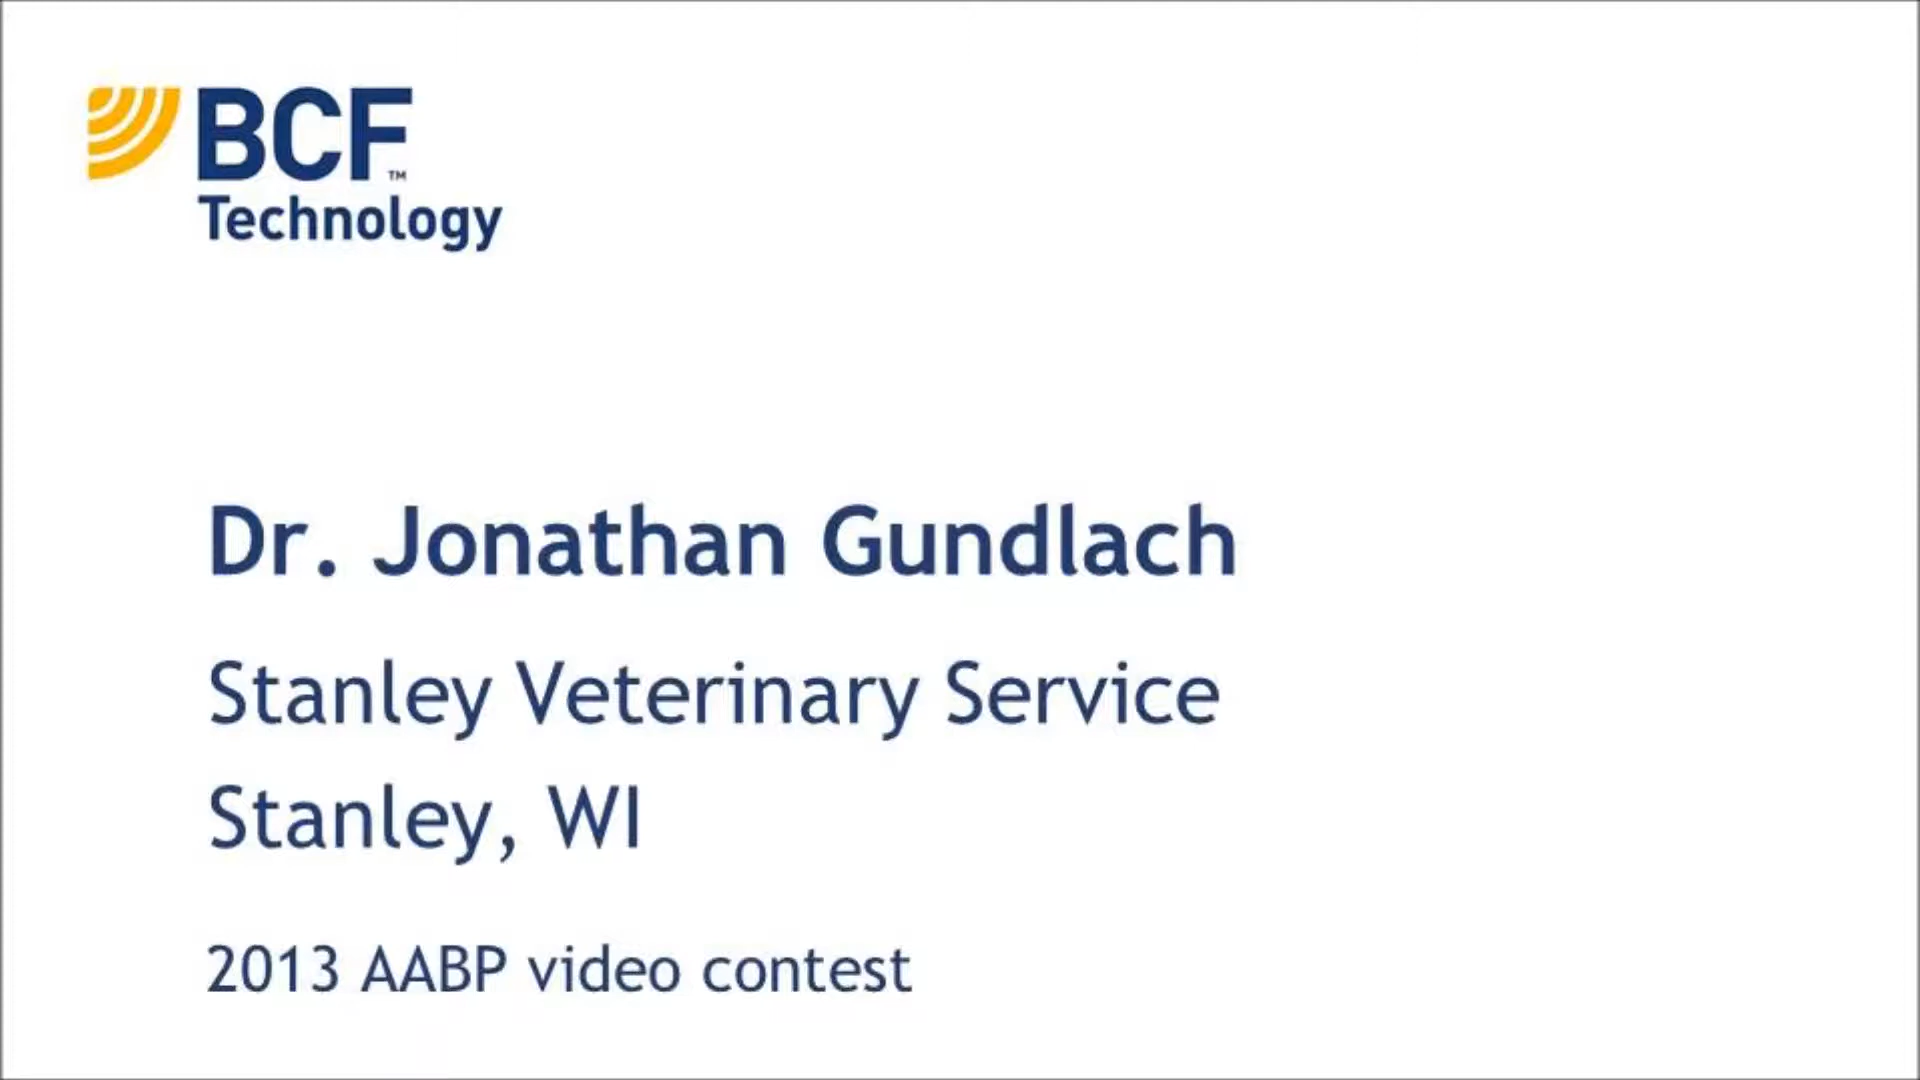 BCF™
Technology
Dr. Jonathan Gundlach
Stanley Veterinary Service
Stanley, WI
2013 AABP video contest